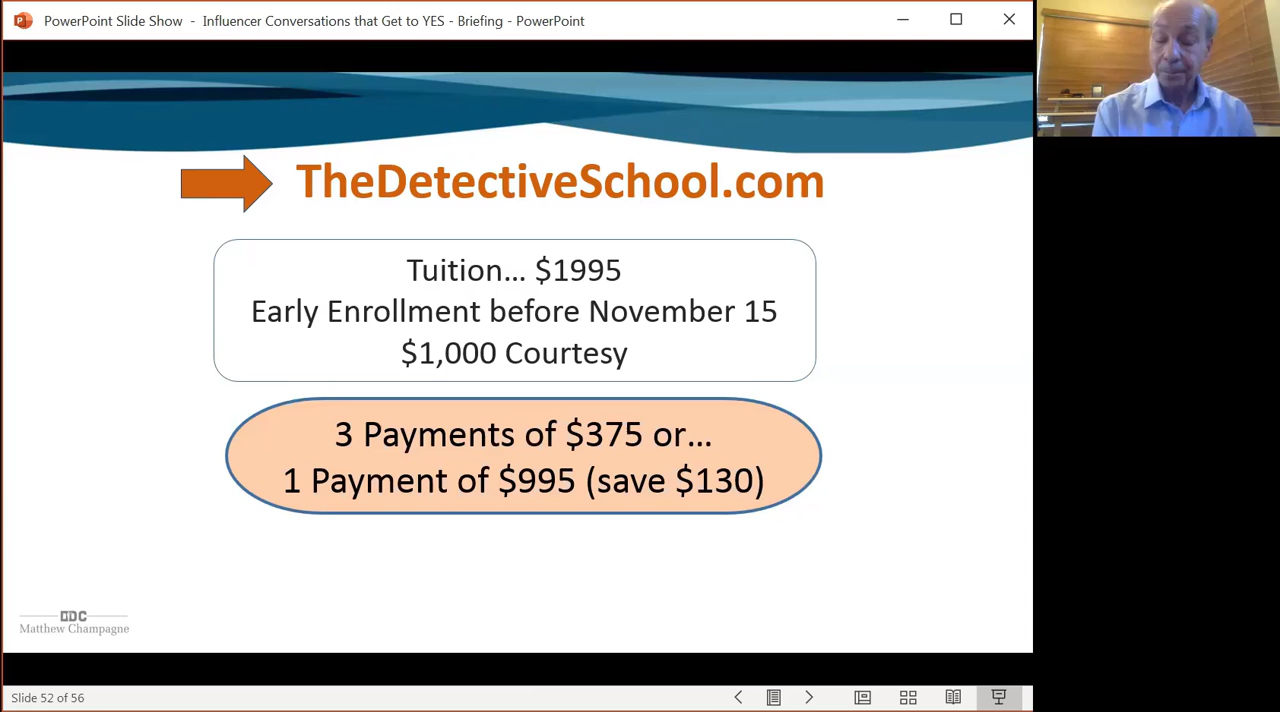 PowerPoint Slide Show - Influencer Conversations that Get to YES - Briefing - PowerPoint
TheDetectiveSchool.com
Tuition... $1995
Early Enrollment before November 15
$1,000 Courtesy
3 Payments of $375 or...
1 Payment of $995 (save $130)
Matthew Champagne
Slide 52 of 56